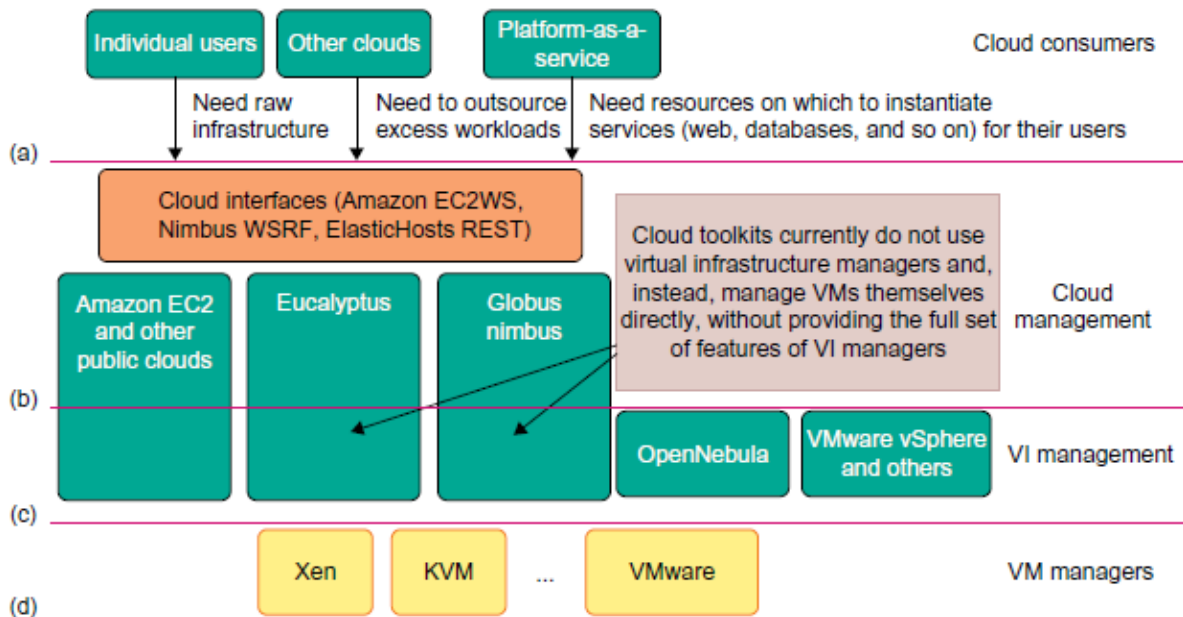 Individual users
Other clouds
Platform-as-a-
service
Cloud consumers
Need raw
infrastructure
Need to outsource
excess workloads
Need resources on which to instantiate
services (web, databases, and so on) for their users
(a)
Cloud interfaces (Amazon EC2WS,
Nimbus WSRF, ElasticHosts REST)
Cloud toolkits currently do not use
virtual infrastructure managers and,
instead, manage VMs themselves
directly, without providing the full set
of features of VI managers
Amazon EC2
and other
public clouds
Eucalyptus
Globus
nimbus
Cloud
management
(b)
OpenNebula
VMware vSphere
and others
VI management
(c)
Xen
KVM
...
VMware
VM managers
(d)